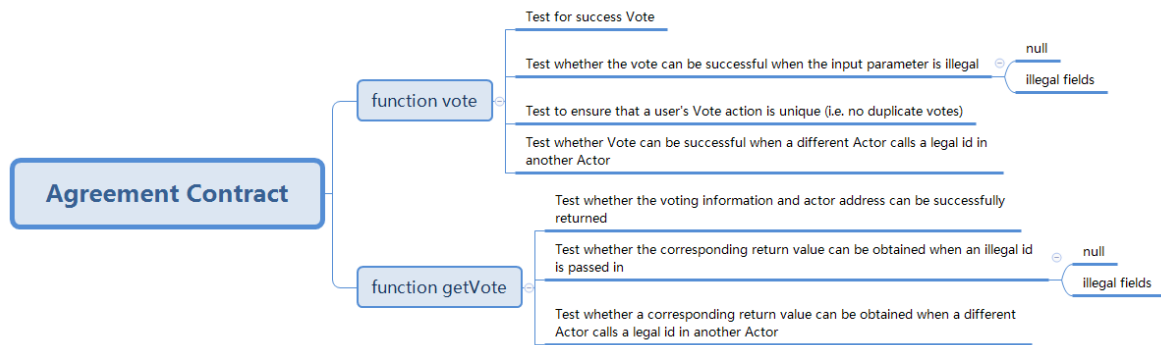 Agreement Contract
function vote
Test for success Vote
Test whether the vote can be successful when the input parameter is illegal
null
illegal fields
Test to ensure that a user's Vote action is unique (i.e. no duplicate votes)
Test whether Vote can be successful when a different Actor calls a legal id in
another Actor
function getVote
Test whether the voting information and actor address can be successfully
returned
Test whether the corresponding return value can be obtained when an illegal id
is passed in
null
illegal fields
Test whether a corresponding return value can be obtained when a different
Actor calls a legal id in another Actor